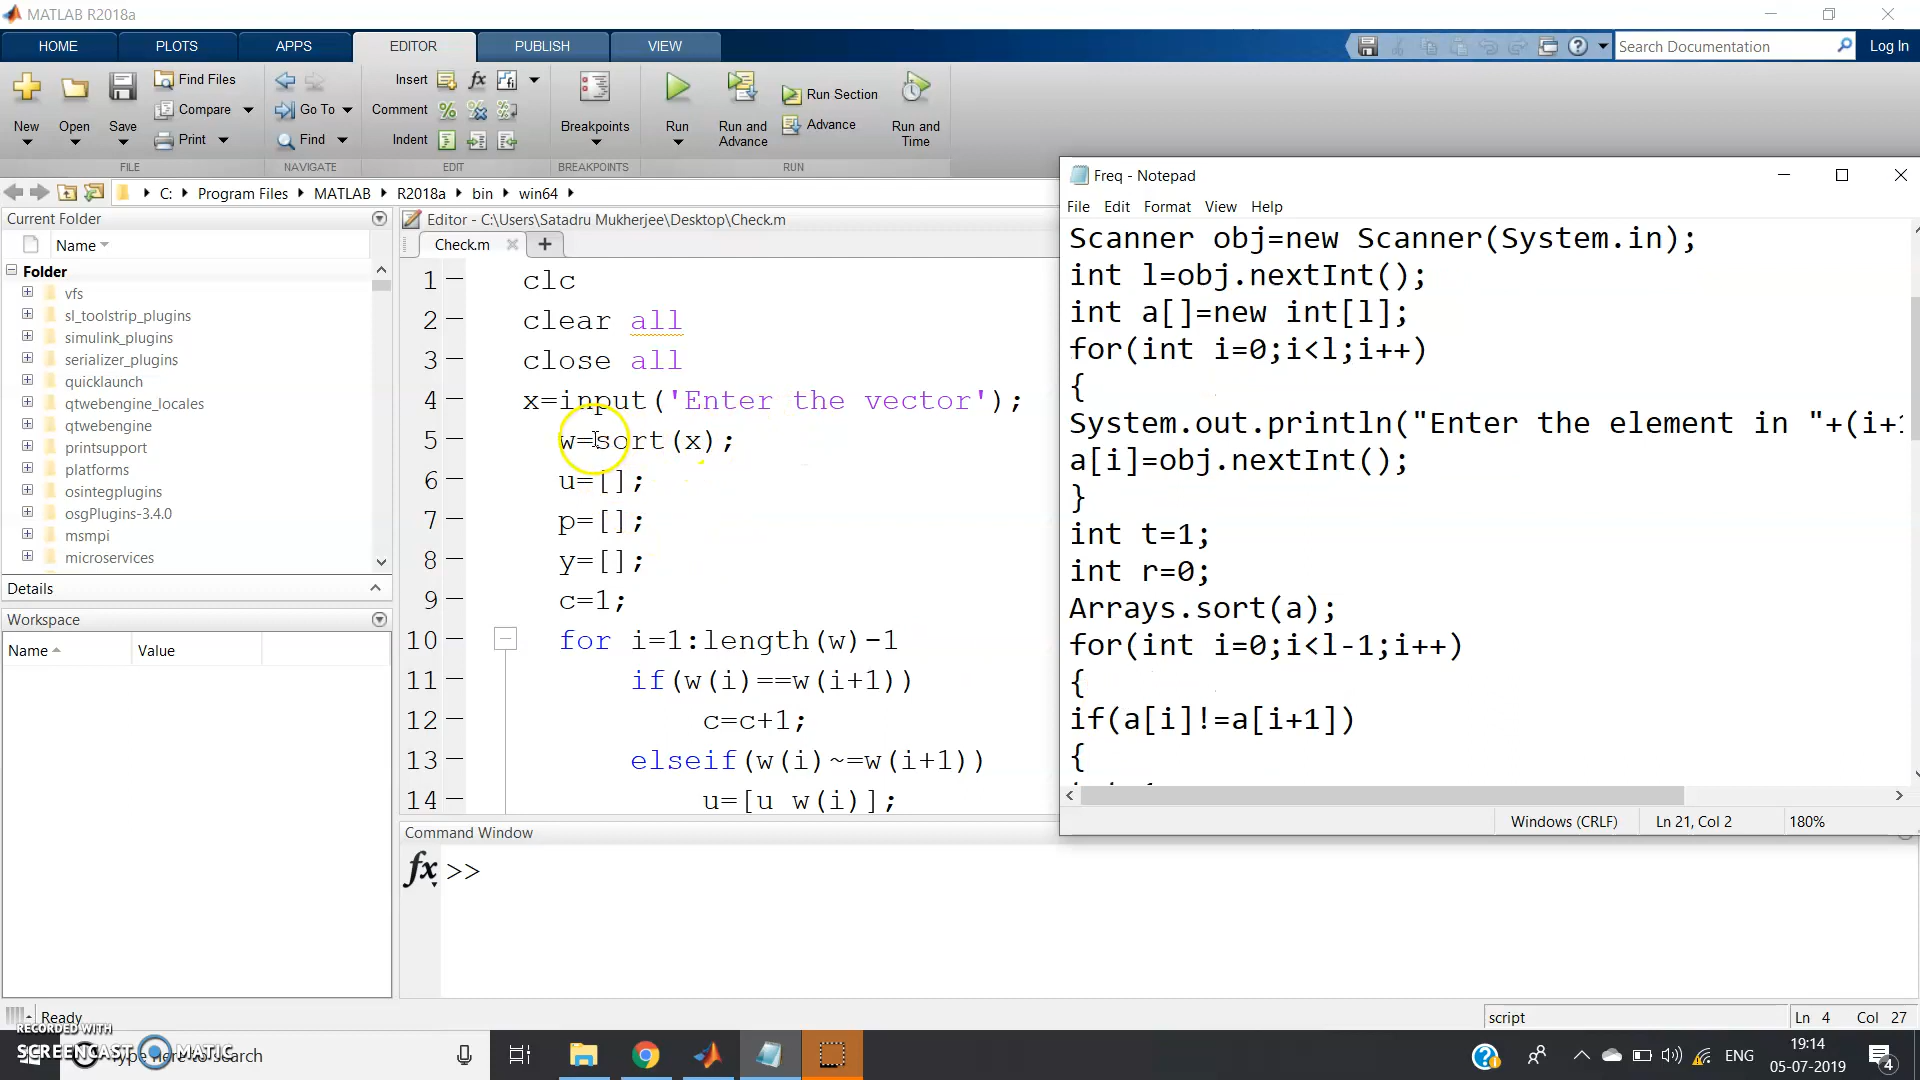 MATLAB R2018a
HOME PLOTS APPS EDITOR PUBLISH VIEW
Search Documentation
Log In
New Open Save
Find Files
Compare
Print
Go To
Find
Insert
Comment
Indent
fx
Breakpoints
Run
Run and Advance
Run Section
Advance
Run and Time
FILE NAVIGATE EDIT BREAKPOINTS RUN
C: Program Files MATLAB R2018a bin win64
Current Folder
Name
Folder
vfs
sl_toolstrip_plugins
simulink_plugins
serializer_plugins
quicklaunch
qtwebengine_locales
qtwebengine
printsupport
platforms
osintegplugins
osgPlugins-3.4.0
msmpi
microservices
Details
Workspace
Name Value
Editor - C:\Users\Satadru Mukherjee\Desktop\Check.m
Check.m
1 clc
2 clear all
3 close all
4 x=input('Enter the vector');
5 w=sort(x);
6 u=[];
7 p=[];
8 y=[];
9 c=1;
10 for i=1:length(w)-1
11 if(w(i)==w(i+1))
12 c=c+1;
13 elseif(w(i)~=w(i+1))
14 u=[u w(i)];
Command Window
fx >>
Freq - Notepad
File Edit Format View Help
Scanner obj=new Scanner(System.in);
int l=obj.nextInt();
int a[]=new int[l];
for(int i=0;i<l;i++)
{
System.out.println("Enter the element in "+(i+1
a[i]=obj.nextInt();
}
int t=1;
int r=0;
Arrays.sort(a);
for(int i=0;i<l-1;i++)
{
if(a[i]!=a[i+1])
{
Windows (CRLF) Ln 21, Col 2 180%
Ready
script Ln 4 Col 27
RECORDED WITH
SCREENCAST MATIC
Type here to search
ENG
19:14
05-07-2019
4